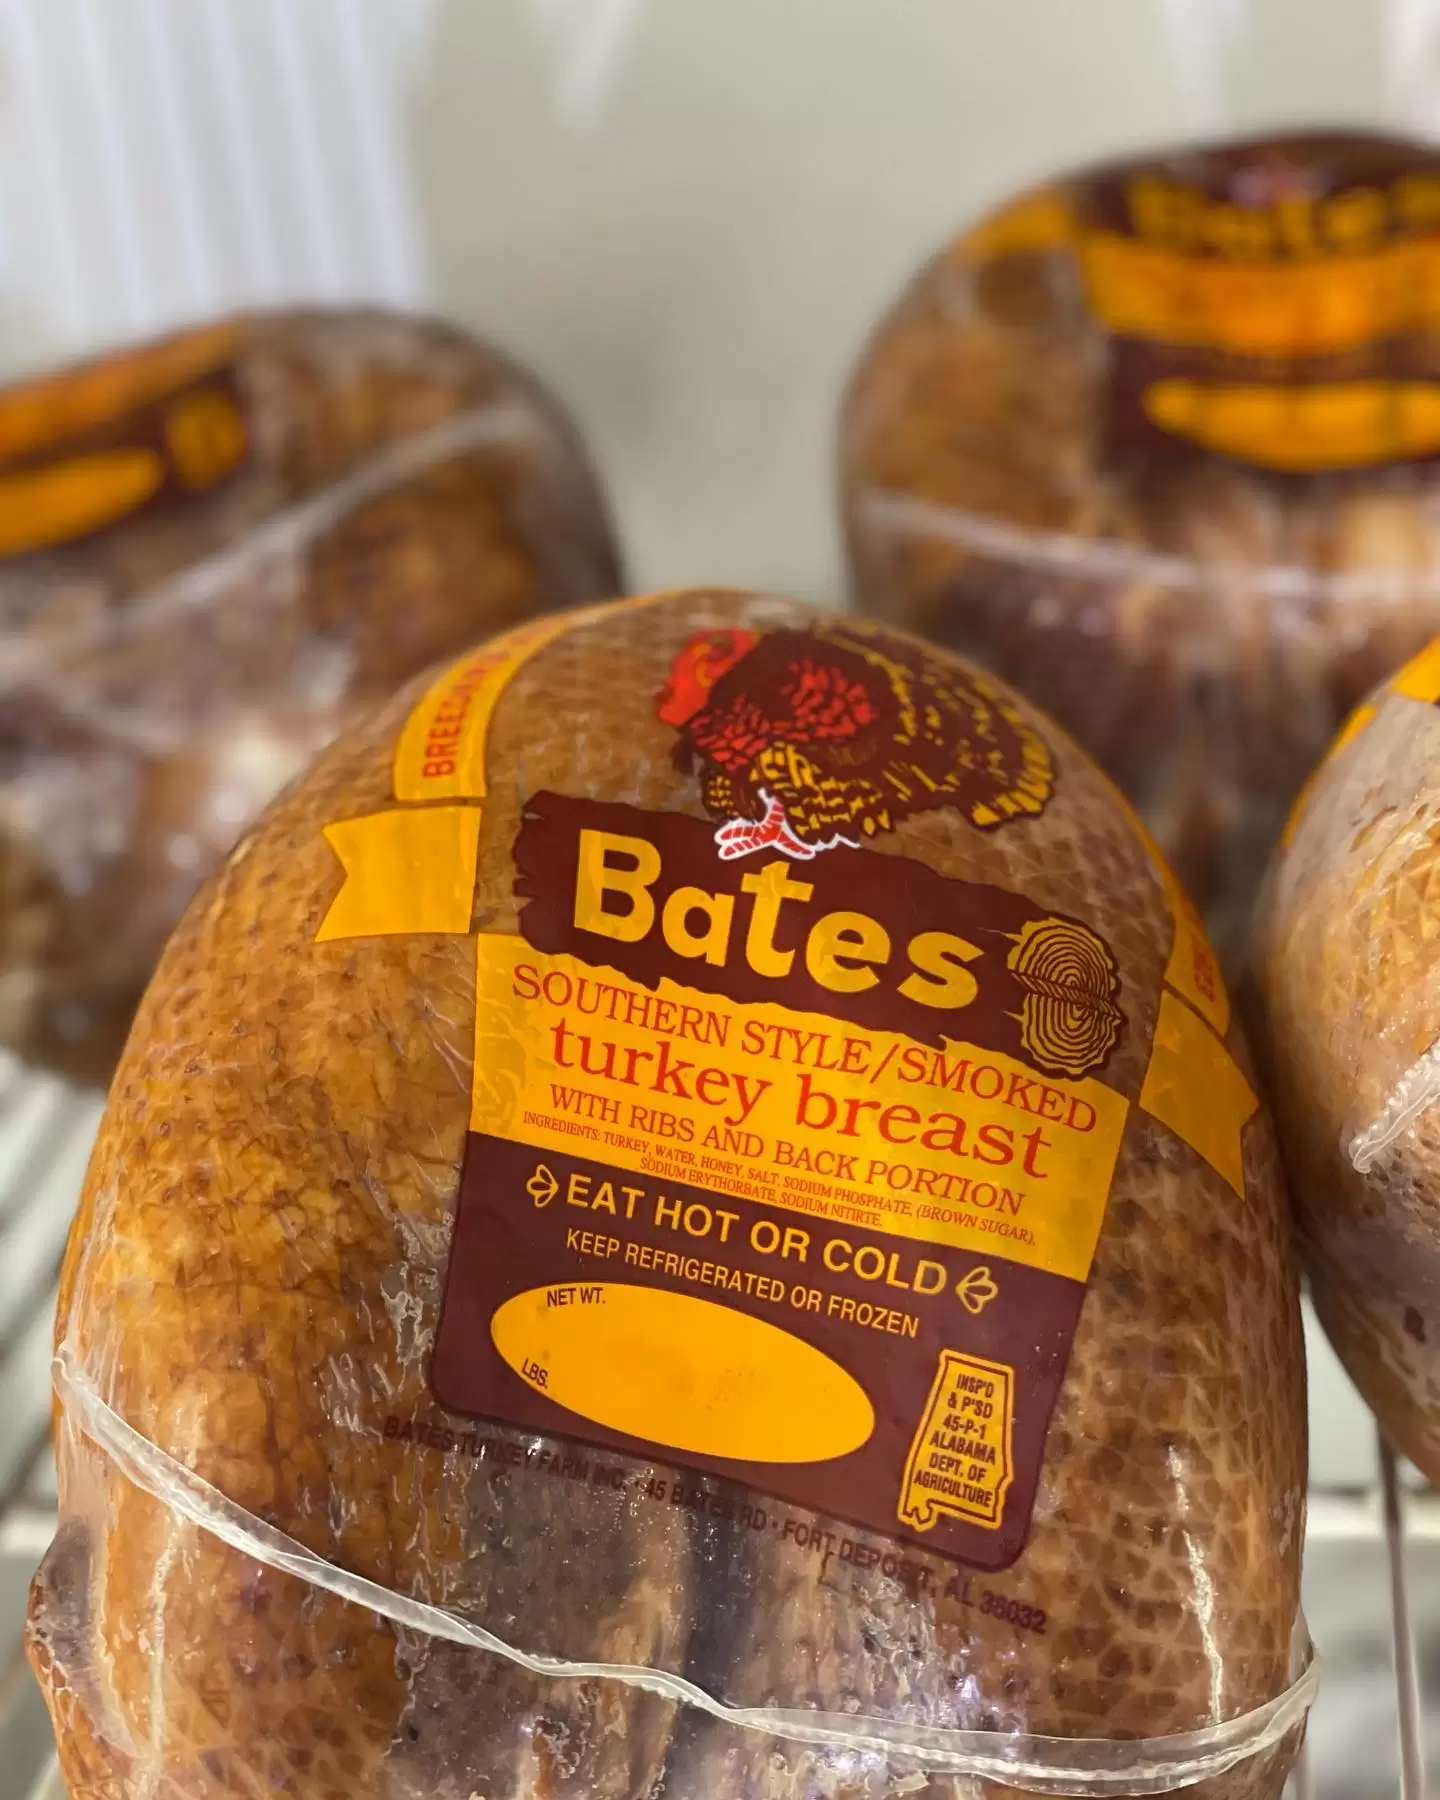 Bates
SOUTHERN STYLE/SMOKED
turkey breast
WITH RIBS AND BACK PORTION
INGREDIENTS: TURKEY, WATER, HONEY, SALT, SODIUM PHOSPHATE, (BROWN SUGAR),
SODIUM ERYTHORBATE, SODIUM NITIRTE.
EAT HOT OR COLD
KEEP REFRIGERATED OR FROZEN
NET WT.
LBS.
INSP'D
& P'SD
45-P-1
ALABAMA
DEPT. OF
AGRICULTURE
BATES TURKEY FARM INC. • 45 BATES RD • FORT DEPOSIT, AL 36032
Bates